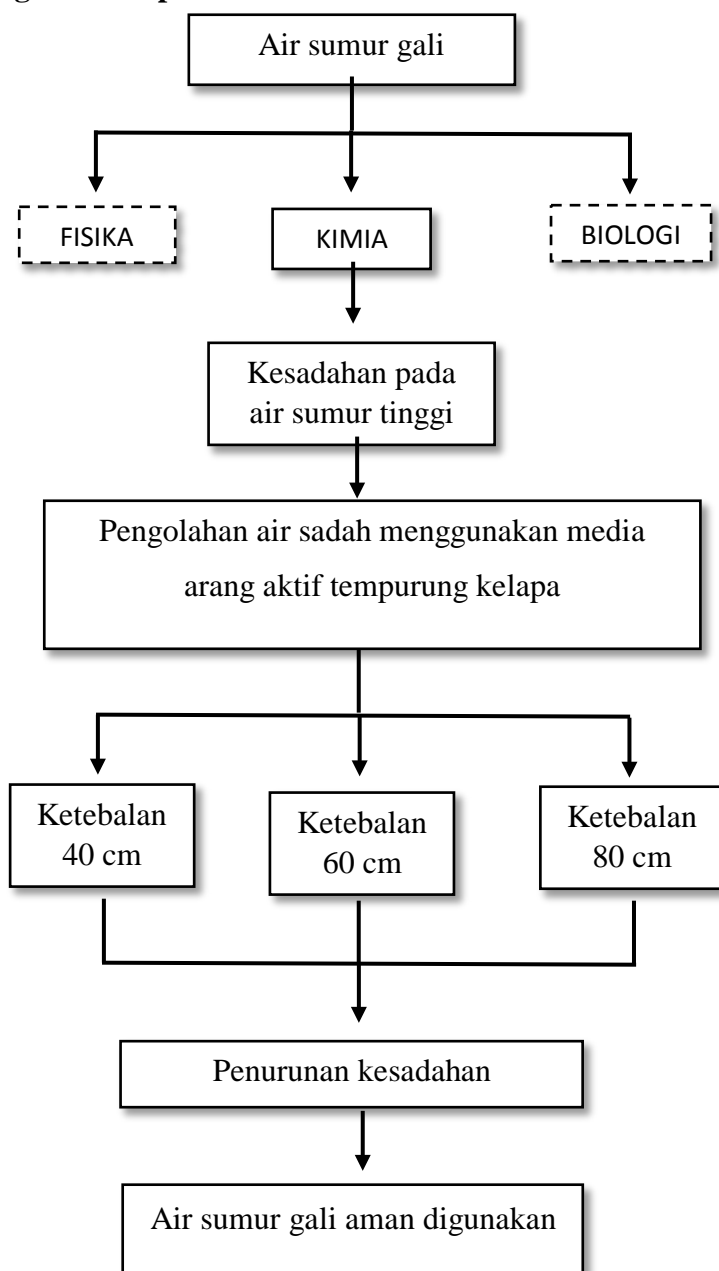 Air sumur gali
FISIKA
KIMIA
BIOLOGI
Kesadahan pada
air sumur tinggi
Pengolahan air sadah menggunakan media
arang aktif tempurung kelapa
Ketebalan
40 cm
Ketebalan
60 cm
Ketebalan
80 cm
Penurunan kesadahan
Air sumur gali aman digunakan